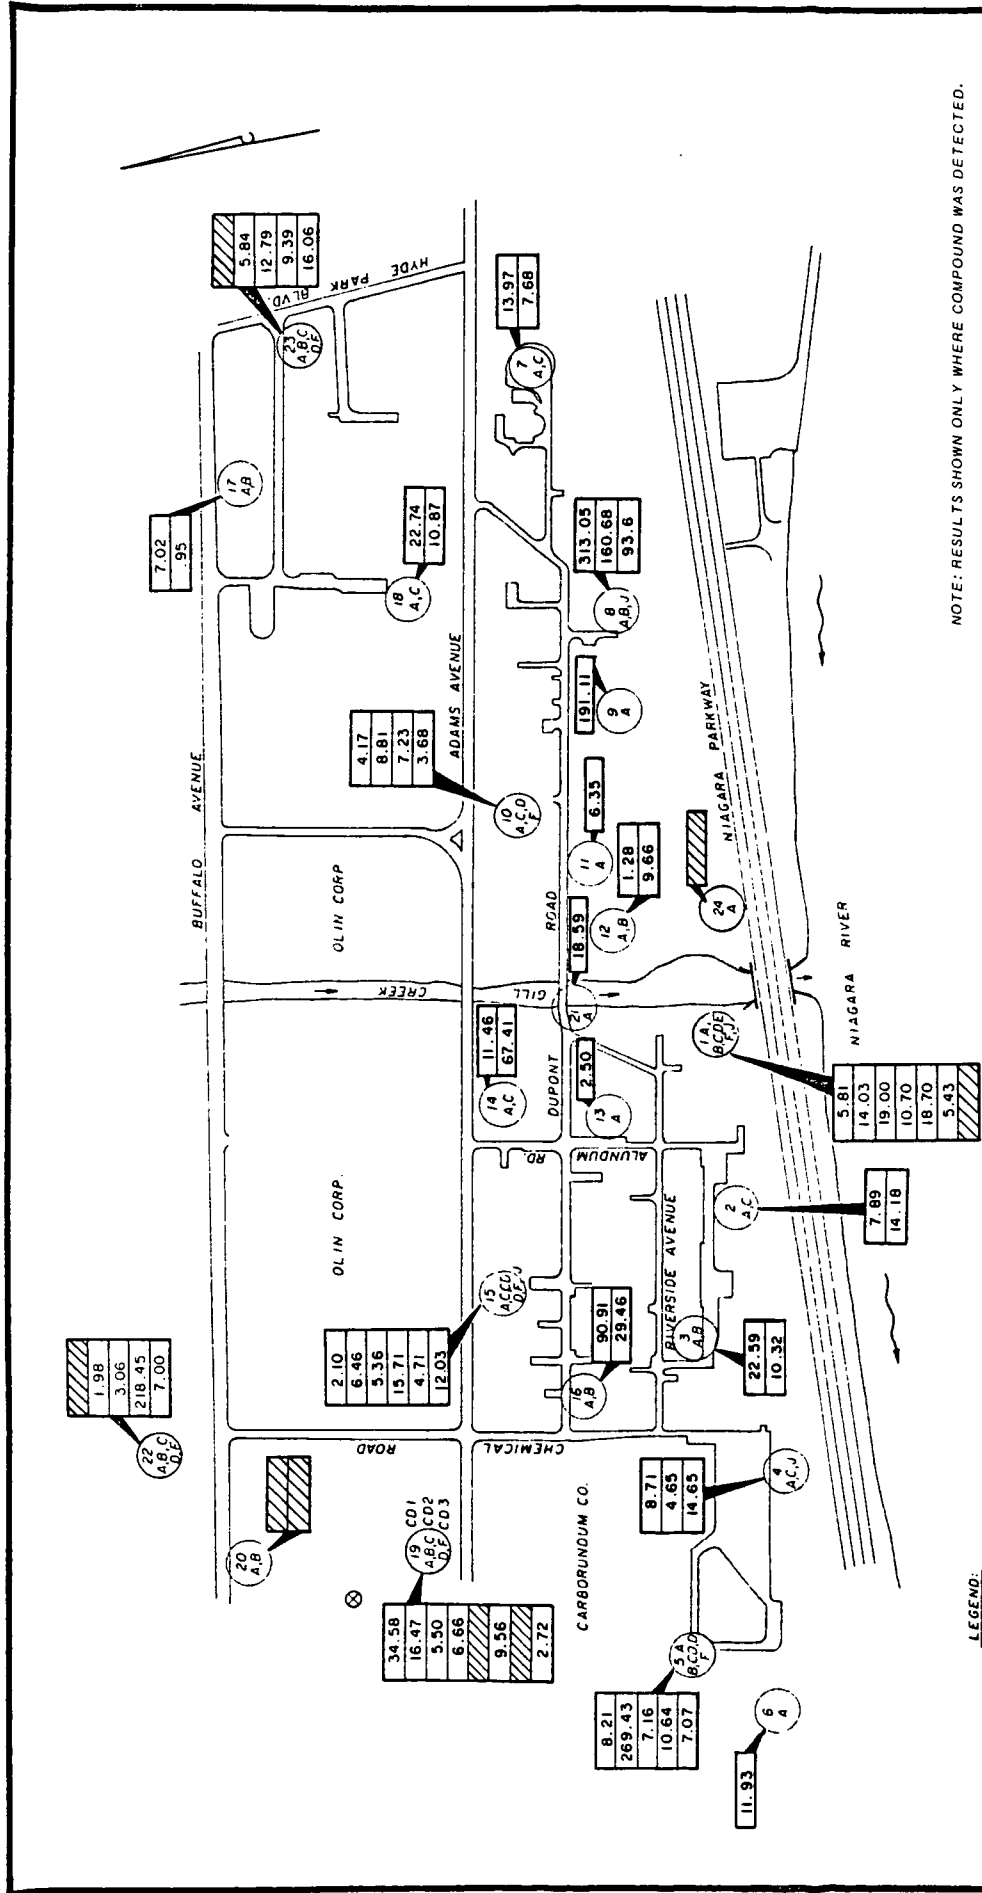 BUFFALO AVENUE
ADAMS AVENUE
HYDE PARK BLVD.
OLIN CORP.
OLIN CORP
CHEMICAL ROAD
ALUNDUM RD.
DUPONT ROAD
GILL CREEK
RIVERSIDE AVENUE
CARBORUNDUM CO.
NIAGARA PARKWAY
NIAGARA RIVER
22
A,B,C
D,E
1.98
3.06
218.45
7.00
20
A,B
19
A,B,C
D,F
CD1
CD2
CD3
34.58
16.47
5.50
6.66
9.56
2.72
15
A,C,CD1
D,F,J
2.10
6.46
5.36
15.71
4.71
12.03
14
A,C
11.46
67.41
10
A,C,D
F
4.17
8.81
7.23
3.68
18
A,C
22.74
10.87
17
A,B
7.02
.95
23
A,B,C
D,E
5.84
12.79
9.39
16.06
7
A,C
13.97
7.68
8
A,B,J
313.05
160.68
93.6
9
A
191.11
11
A
6.35
12
A,B
1.28
9.66
24
A
21
A
18.59
13
A
2.50
16
A,B
90.91
29.46
3
A,B
22.59
10.32
2
A,C
7.89
14.18
1A,
B,C,D,E
F,J
5.81
14.03
19.00
10.70
18.70
5.43
4
A,C,J
8.71
4.65
14.65
5 A
B,CD,D
F
8.21
269.43
7.16
10.64
7.07
6
A
11.93
NOTE: RESULTS SHOWN ONLY WHERE COMPOUND WAS DETECTED.
LEGEND: